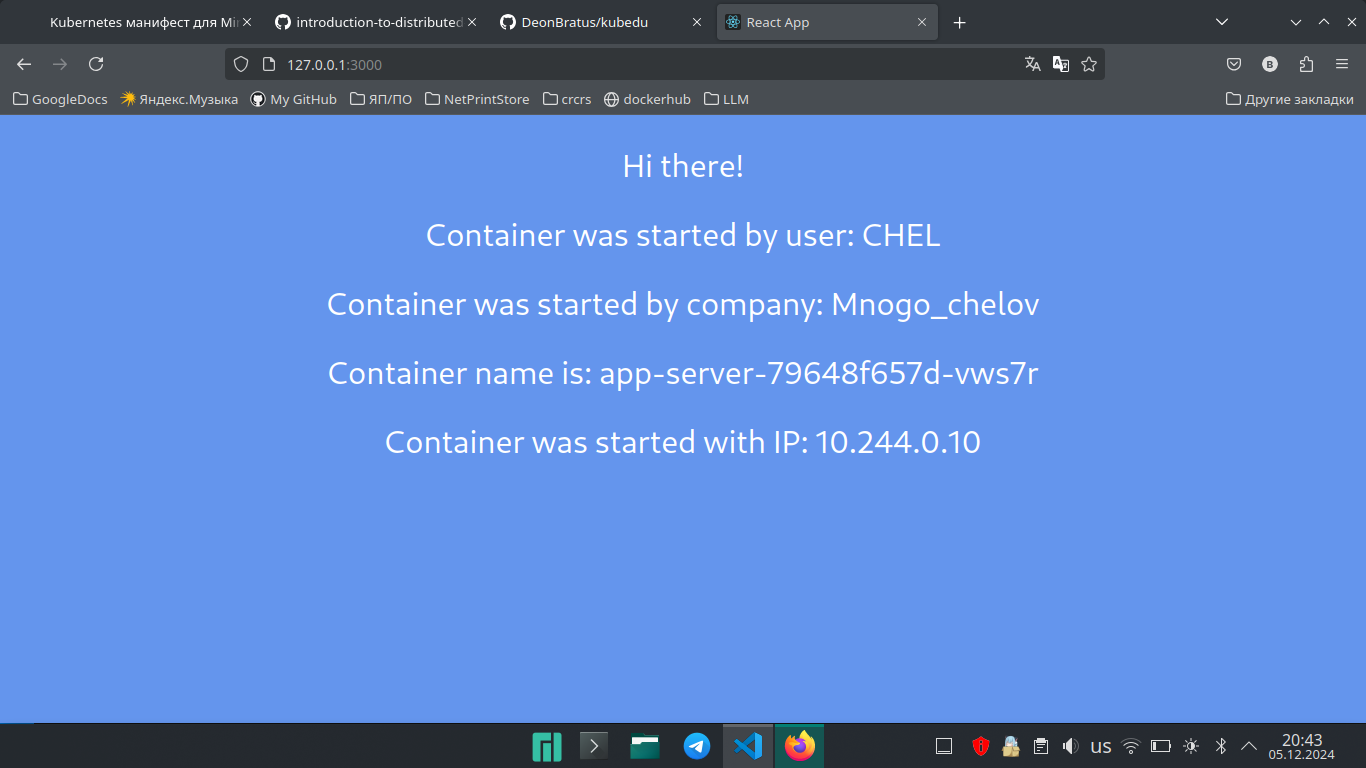 Kubernetes манифест для Min
introduction-to-distributed
DeonBratus/kubedu
React App
127.0.0.1:3000
GoogleDocs
Яндекс.Музыка
My GitHub
ЯП/ПО
NetPrintStore
crcrs
dockerhub
LLM
Другие закладки
Hi there!
Container was started by user: CHEL
Container was started by company: Mnogo_chelov
Container name is: app-server-79648f657d-vws7r
Container was started with IP: 10.244.0.10
us
20:43
05.12.2024